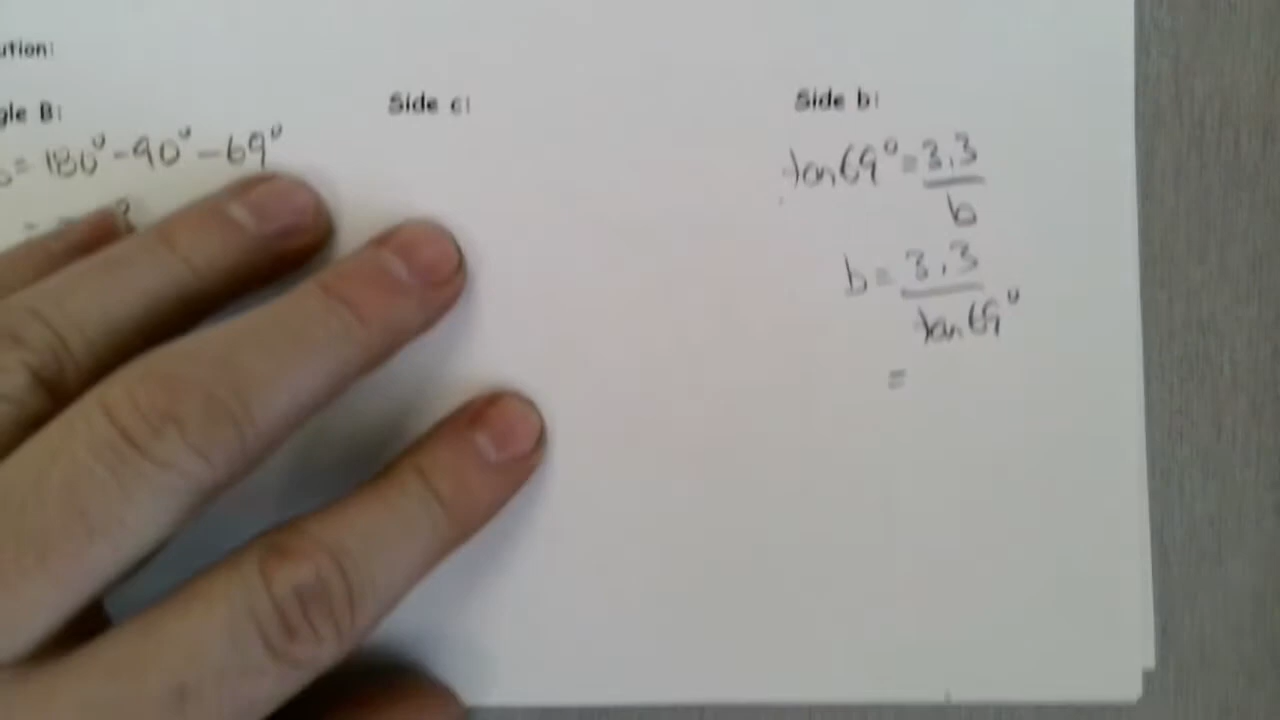 ution:
gle B:
= 180° - 90° - 69°
=
Side c:
Side b:
tan 69° = 3.3
b
b = 3.3
tan 69°
=